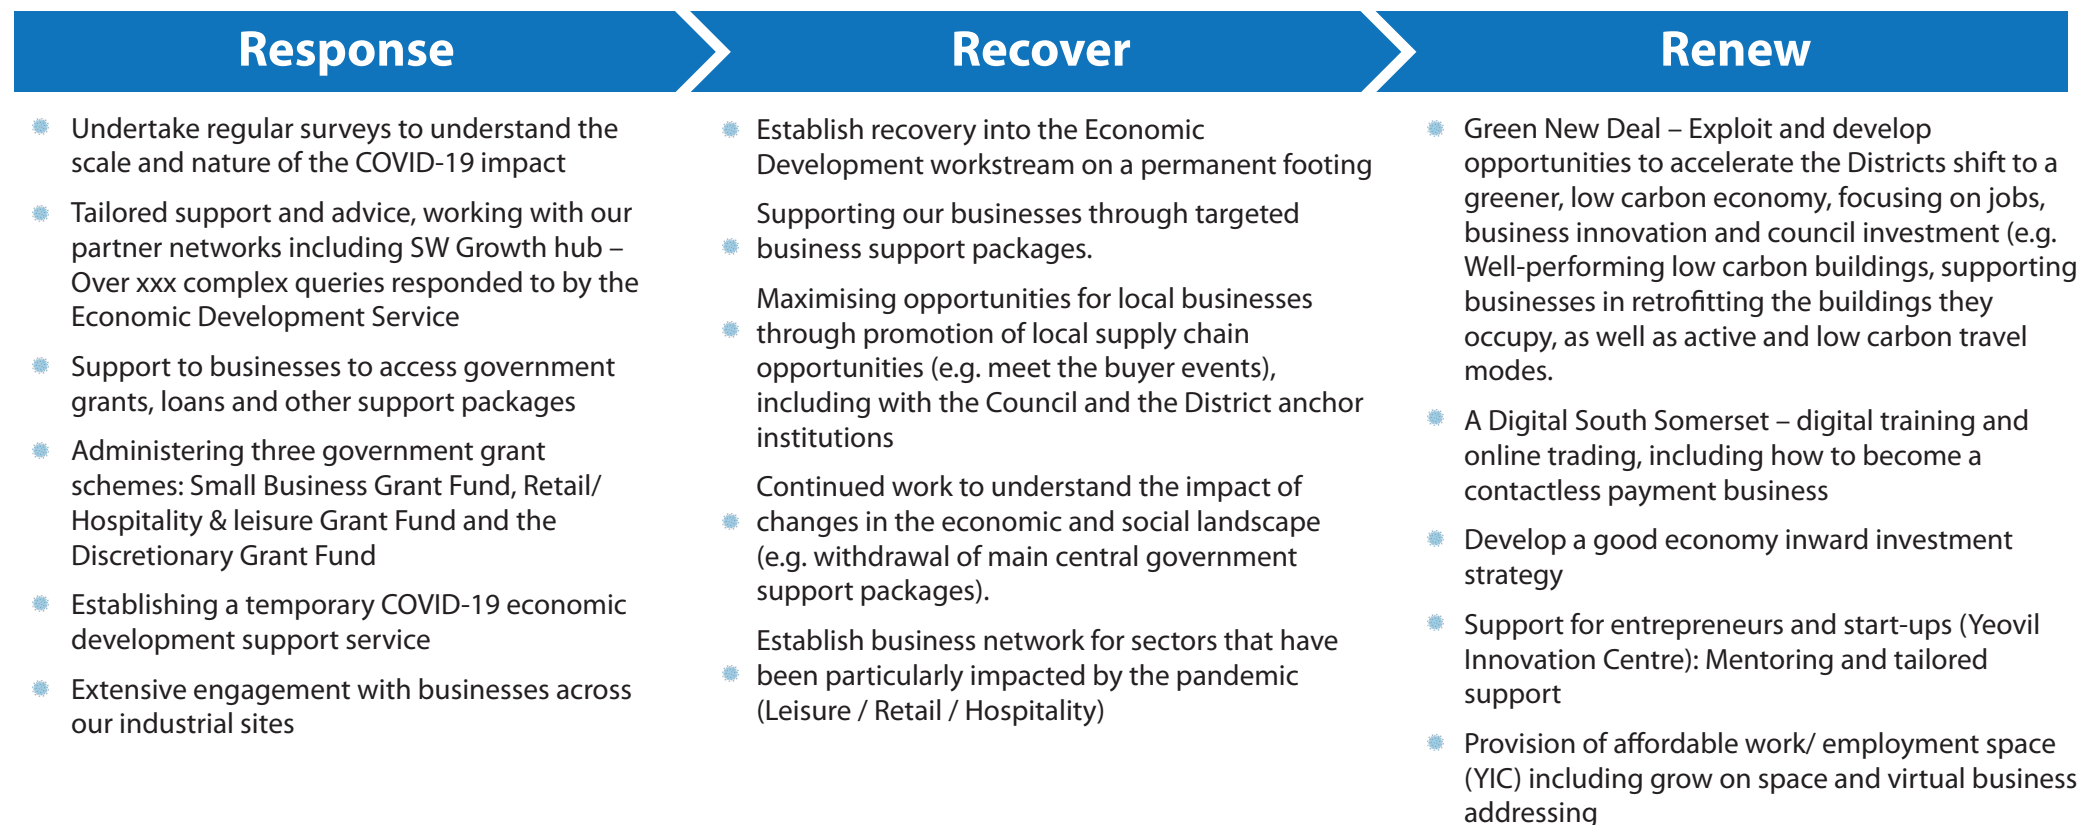 Response
Undertake regular surveys to understand the
scale and nature of the COVID-19 impact
Tailored support and advice, working with our
partner networks including SW Growth hub –
Over xxx complex queries responded to by the
Economic Development Service
Support to businesses to access government
grants, loans and other support packages
Administering three government grant
schemes: Small Business Grant Fund, Retail/
Hospitality & leisure Grant Fund and the
Discretionary Grant Fund
Establishing a temporary COVID-19 economic
development support service
Extensive engagement with businesses across
our industrial sites
Recover
Establish recovery into the Economic
Development workstream on a permanent footing
Supporting our businesses through targeted
business support packages.
Maximising opportunities for local businesses
through promotion of local supply chain
opportunities (e.g. meet the buyer events),
including with the Council and the District anchor
institutions
Continued work to understand the impact of
changes in the economic and social landscape
(e.g. withdrawal of main central government
support packages).
Establish business network for sectors that have
been particularly impacted by the pandemic
(Leisure / Retail / Hospitality)
Renew
Green New Deal – Exploit and develop
opportunities to accelerate the Districts shift to a
greener, low carbon economy, focusing on jobs,
business innovation and council investment (e.g.
Well-performing low carbon buildings, supporting
businesses in retrofitting the buildings they
occupy, as well as active and low carbon travel
modes.
A Digital South Somerset – digital training and
online trading, including how to become a
contactless payment business
Develop a good economy inward investment
strategy
Support for entrepreneurs and start-ups (Yeovil
Innovation Centre): Mentoring and tailored
support
Provision of affordable work/ employment space
(YIC) including grow on space and virtual business
addressing